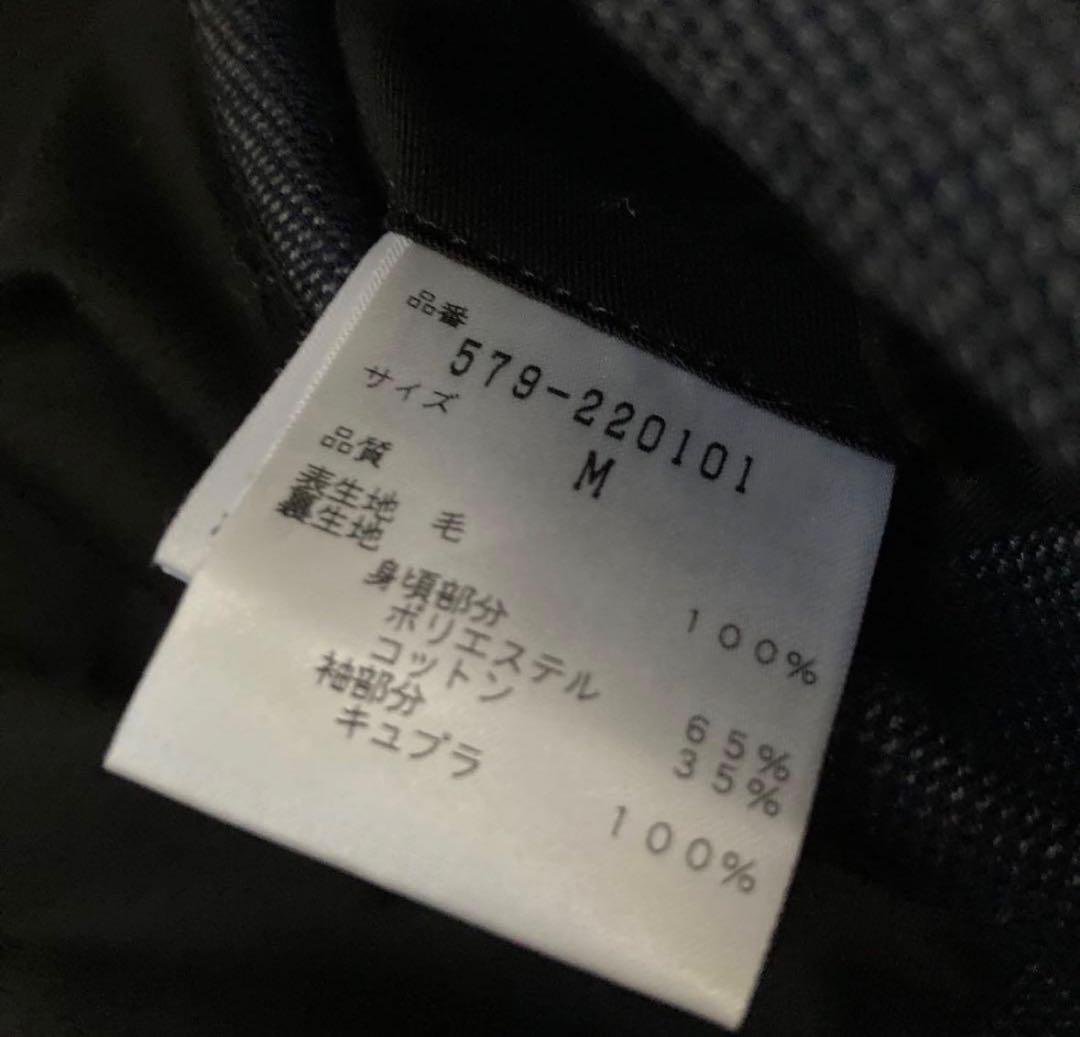 品番
579-220101
サイズ
M
品質
表生地 毛 100%
裏生地
身頃部分
ポリエステル 65%
コットン 35%
袖部分
キュプラ 100%